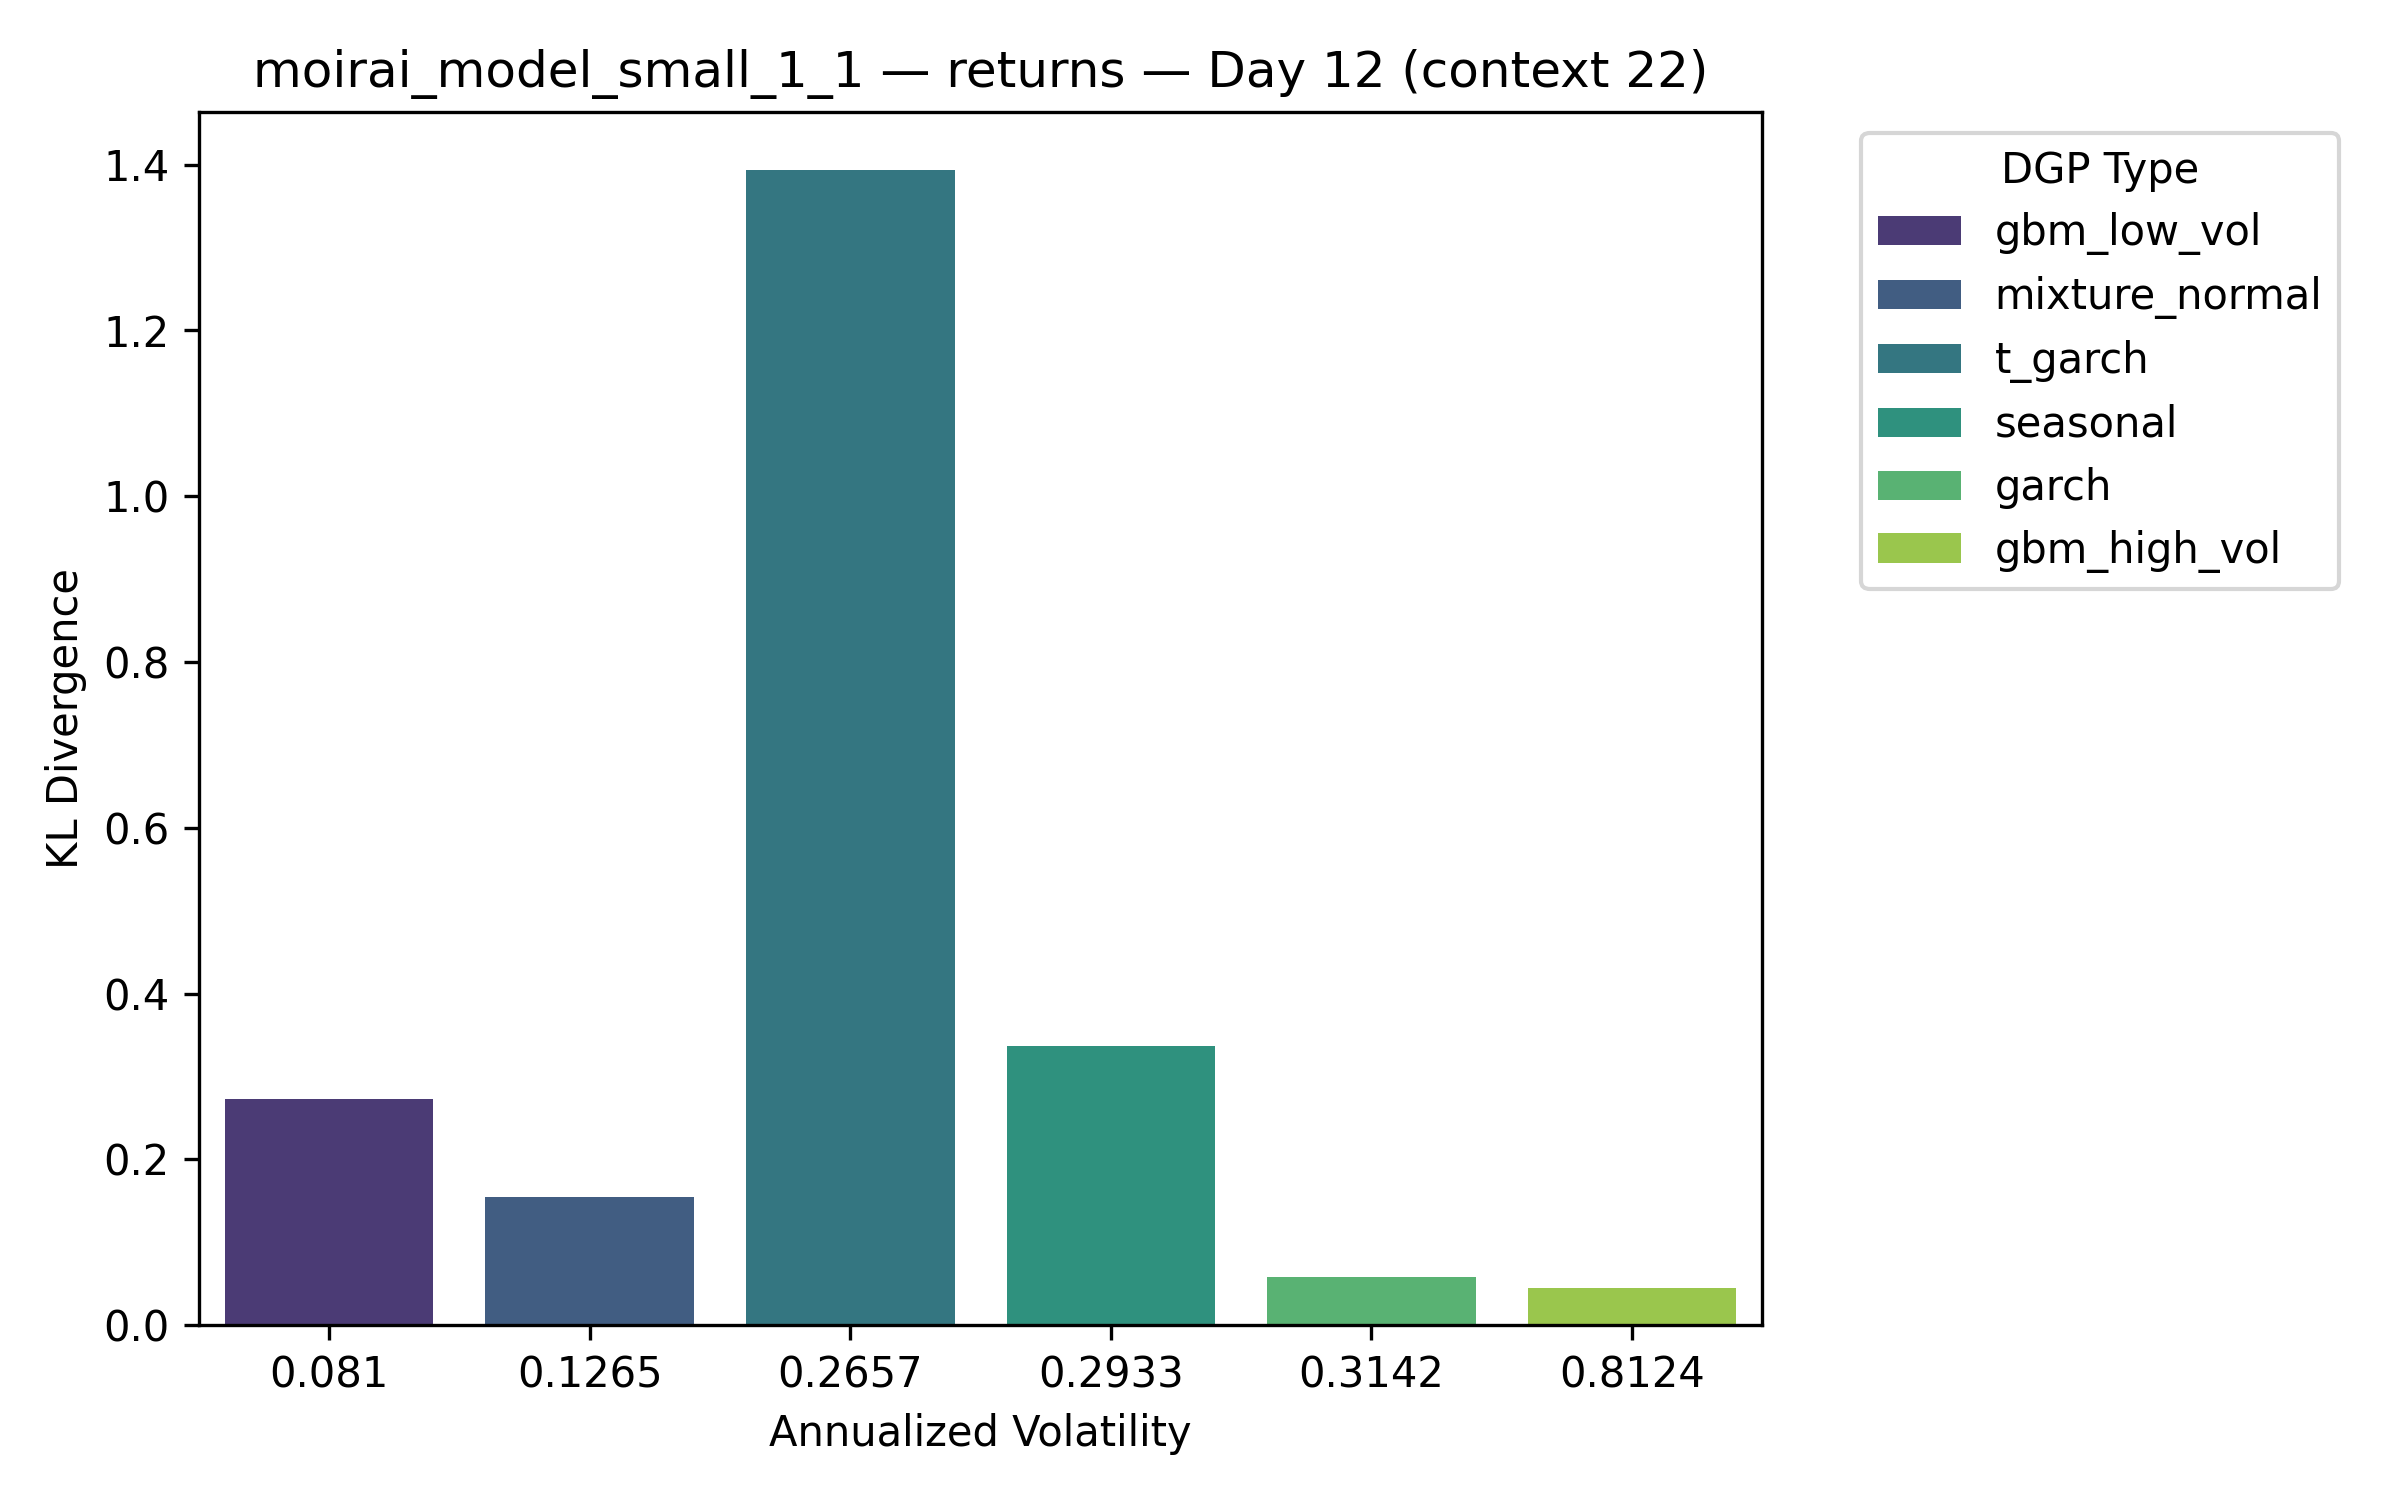 moirai_model_small_1_1 — returns — Day 12 (context 22)
KL Divergence
1.4
1.2
1.0
0.8
0.6
0.4
0.2
0.0
0.081 0.1265 0.2657 0.2933 0.3142 0.8124
Annualized Volatility
DGP Type
gbm_low_vol
mixture_normal
t_garch
seasonal
garch
gbm_high_vol